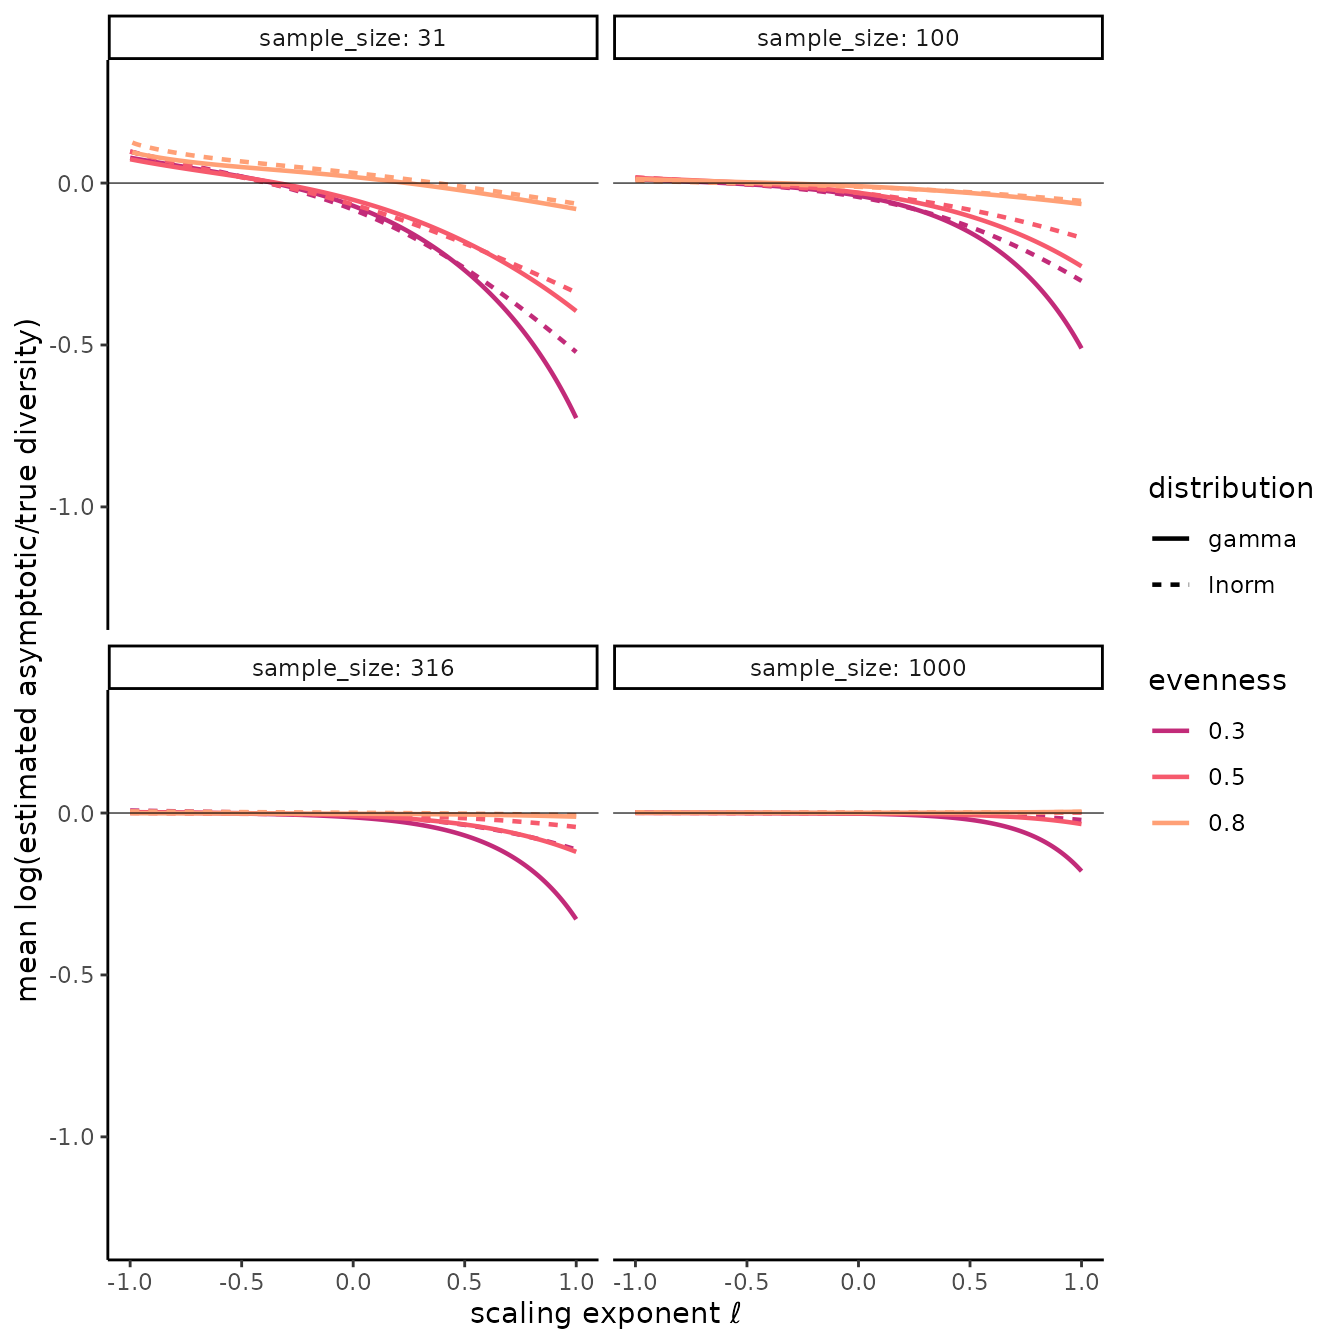 sample_size: 31
sample_size: 100
0.0
-0.5
-1.0
sample_size: 316
sample_size: 1000
0.0
-0.5
-1.0
-1.0 -0.5 0.0 0.5 1.0
-1.0 -0.5 0.0 0.5 1.0
scaling exponent ℓ
mean log(estimated asymptotic/true diversity)
distribution
gamma
lnorm
evenness
0.3
0.5
0.8